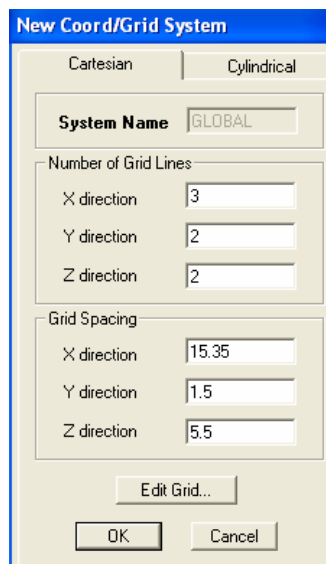 New Coord/Grid System
Cartesian Cylindrical
System Name GLOBAL
Number of Grid Lines
X direction 3
Y direction 2
Z direction 2
Grid Spacing
X direction 15.35
Y direction 1.5
Z direction 5.5
Edit Grid...
OK Cancel